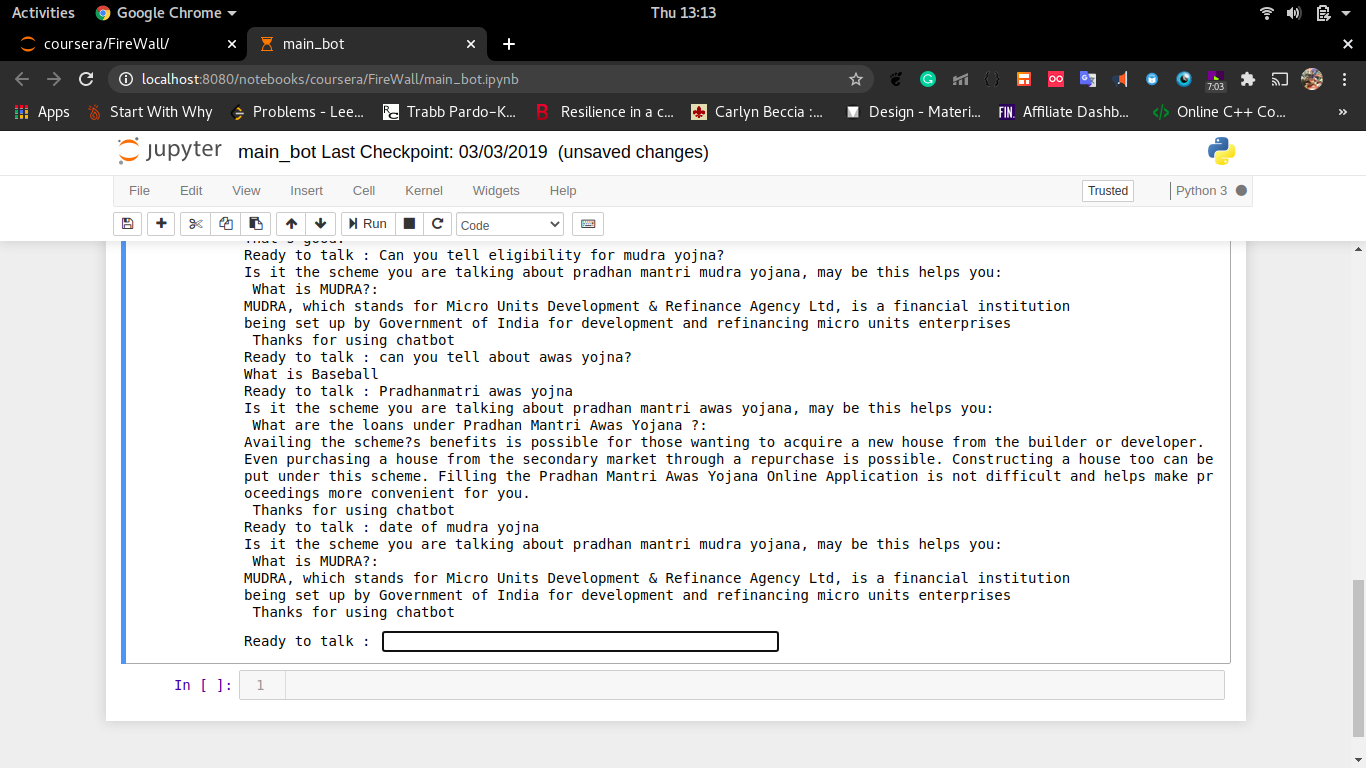 Activities Google Chrome Thu 13:13
coursera/FireWall/ main_bot
localhost:8080/notebooks/coursera/FireWall/main_bot.ipynb 7:03
Apps Start With Why Problems - Lee... Trabb Pardo–K... Resilience in a c... Carlyn Beccia :... Design - Materi... FIN. Affiliate Dashb... Online C++ Co... »
jupyter main_bot Last Checkpoint: 03/03/2019 (unsaved changes)
File Edit View Insert Cell Kernel Widgets Help Trusted Python 3
Run Code
That's good.
Ready to talk : Can you tell eligibility for mudra yojna?
Is it the scheme you are talking about pradhan mantri mudra yojana, may be this helps you:
What is MUDRA?:
MUDRA, which stands for Micro Units Development & Refinance Agency Ltd, is a financial institution
being set up by Government of India for development and refinancing micro units enterprises
Thanks for using chatbot
Ready to talk : can you tell about awas yojna?
What is Baseball
Ready to talk : Pradhanmatri awas yojna
Is it the scheme you are talking about pradhan mantri awas yojana, may be this helps you:
What are the loans under Pradhan Mantri Awas Yojana ?:
Availing the scheme?s benefits is possible for those wanting to acquire a new house from the builder or developer.
Even purchasing a house from the secondary market through a repurchase is possible. Constructing a house too can be
put under this scheme. Filling the Pradhan Mantri Awas Yojana Online Application is not difficult and helps make pr
oceedings more convenient for you.
Thanks for using chatbot
Ready to talk : date of mudra yojna
Is it the scheme you are talking about pradhan mantri mudra yojana, may be this helps you:
What is MUDRA?:
MUDRA, which stands for Micro Units Development & Refinance Agency Ltd, is a financial institution
being set up by Government of India for development and refinancing micro units enterprises
Thanks for using chatbot
Ready to talk :
In [ ]: 1